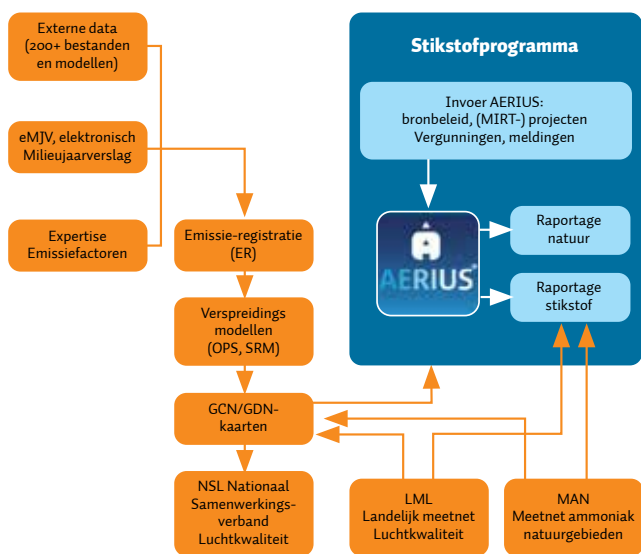 Externe data
(200+ bestanden
en modellen)
eMJV, elektronisch
Milieujaarverslag
Expertise
Emissiefactoren
Emissie-registratie
(ER)
Verspreidings
modellen
(OPS, SRM)
GCN/GDN-
kaarten
NSL Nationaal
Samenwerkings-
verband
Luchtkwaliteit
Stikstofprogramma
Invoer AERIUS:
bronbeleid, (MIRT-) projecten
Vergunningen, meldingen
AERIUS®
Raportage
natuur
Raportage
stikstof
LML
Landelijk meetnet
Luchtkwaliteit
MAN
Meetnet ammoniak
natuurgebieden